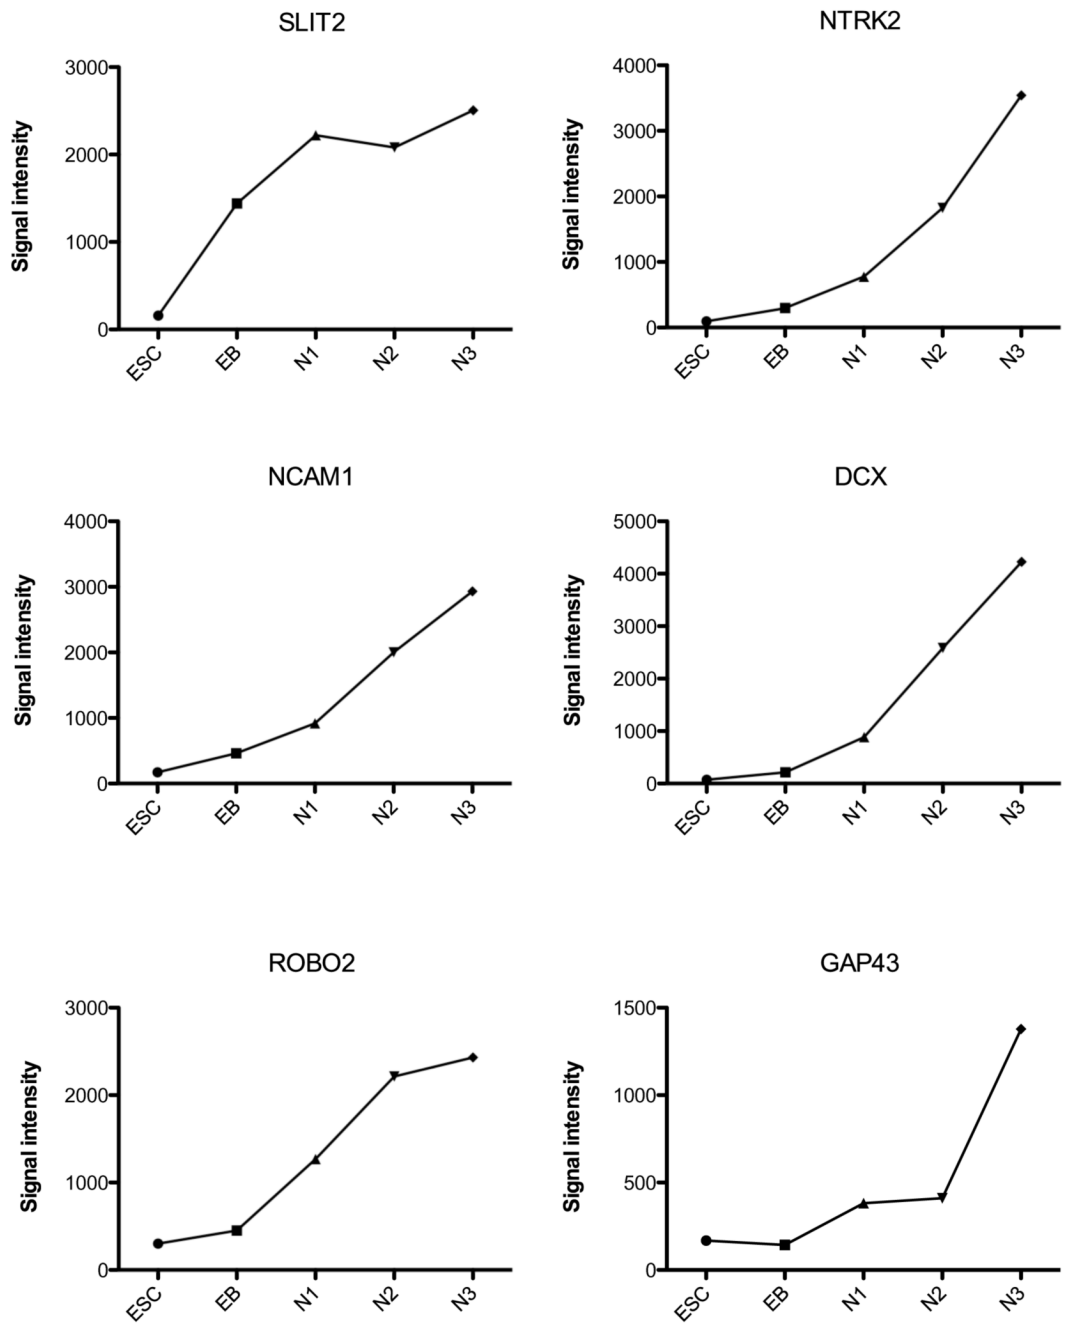 SLIT2
3000
2000
1000
0
Signal intensity
ESC
EB
N1
N2
N3
NTRK2
4000
3000
2000
1000
0
Signal intensity
ESC
EB
N1
N2
N3
NCAM1
4000
3000
2000
1000
0
Signal intensity
ESC
EB
N1
N2
N3
DCX
5000
4000
3000
2000
1000
0
Signal intensity
ESC
EB
N1
N2
N3
ROBO2
3000
2000
1000
0
Signal intensity
ESC
EB
N1
N2
N3
GAP43
1500
1000
500
0
Signal intensity
ESC
EB
N1
N2
N3